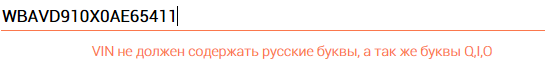 WBAVD910X0AE65411
VIN не должен содержать русские буквы, а так же буквы Q,I,O